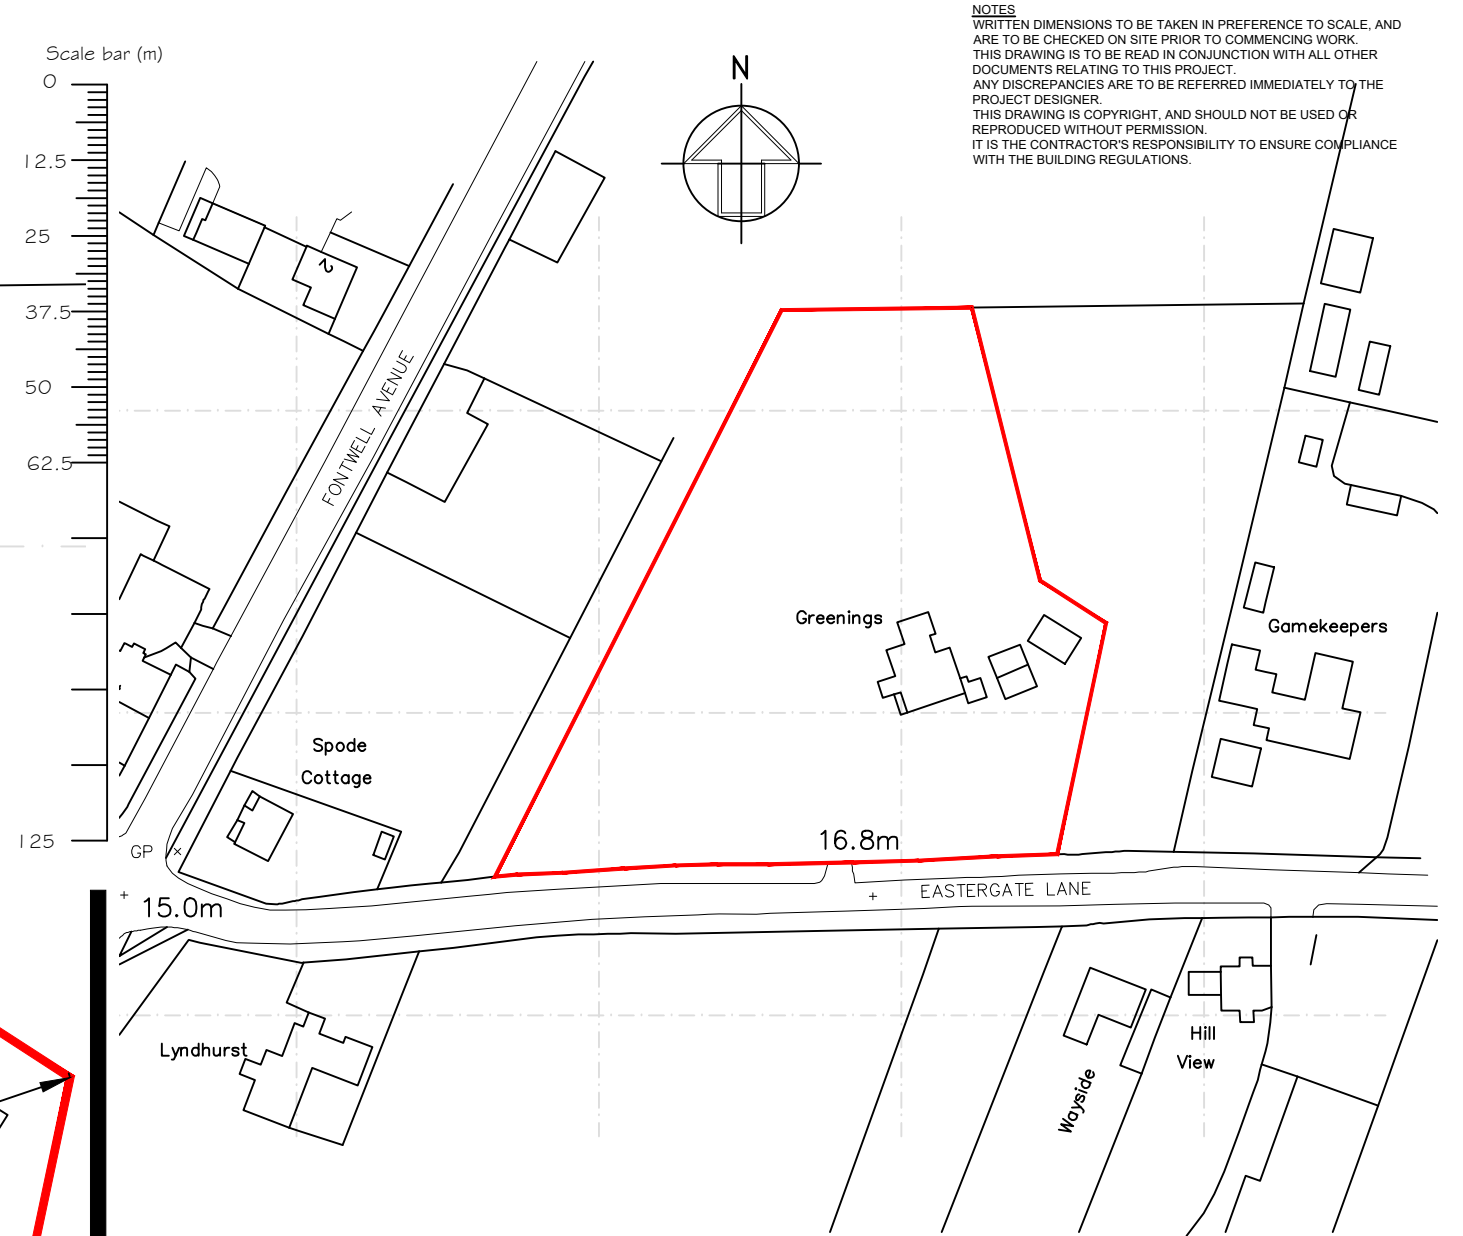 NOTES
WRITTEN DIMENSIONS TO BE TAKEN IN PREFERENCE TO SCALE, AND
ARE TO BE CHECKED ON SITE PRIOR TO COMMENCING WORK.
THIS DRAWING IS TO BE READ IN CONJUNCTION WITH ALL OTHER
DOCUMENTS RELATING TO THIS PROJECT.
ANY DISCREPANCIES ARE TO BE REFERRED IMMEDIATELY TO THE
PROJECT DESIGNER.
THIS DRAWING IS COPYRIGHT, AND SHOULD NOT BE USED OR
REPRODUCED WITHOUT PERMISSION.
IT IS THE CONTRACTOR'S RESPONSIBILITY TO ENSURE COMPLIANCE
WITH THE BUILDING REGULATIONS.
Scale bar (m)
0
12.5
25
37.5
50
62.5
125
N
2
FONTWELL AVENUE
Greenings
Gamekeepers
Spode
Cottage
16.8m
GP
EASTERGATE LANE
15.0m
Lyndhurst
Wayside
Hill
View